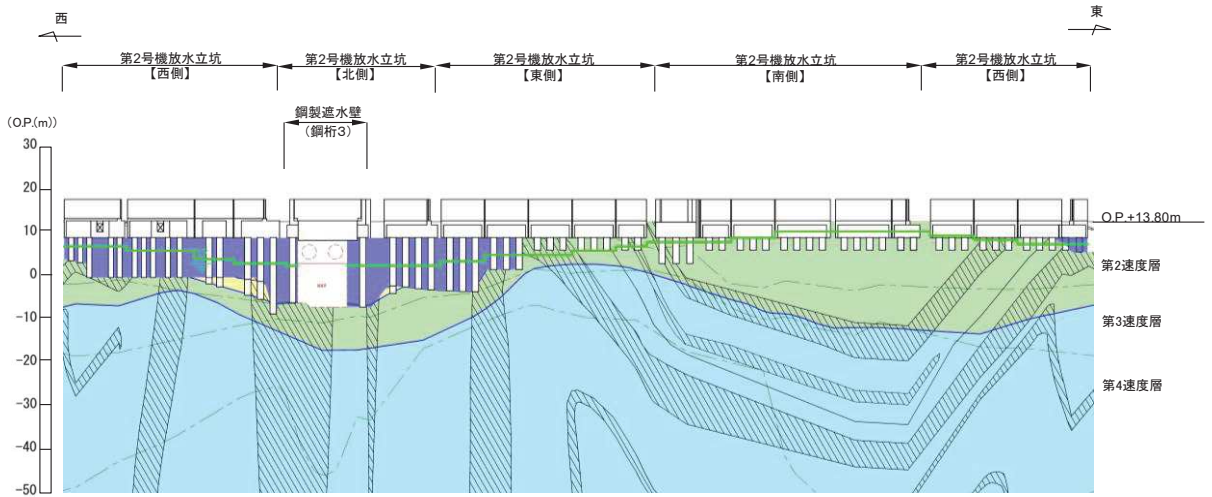 西
東
第2号機放水立坑
【西側】
第2号機放水立坑
【北側】
第2号機放水立坑
【東側】
第2号機放水立坑
【南側】
第2号機放水立坑
【西側】
鋼製遮水壁
(鋼桁3)
(O.P.(m))
30
20
10
0
-10
-20
-30
-40
-50
O.P.+13.80m
第2速度層
第3速度層
第4速度層